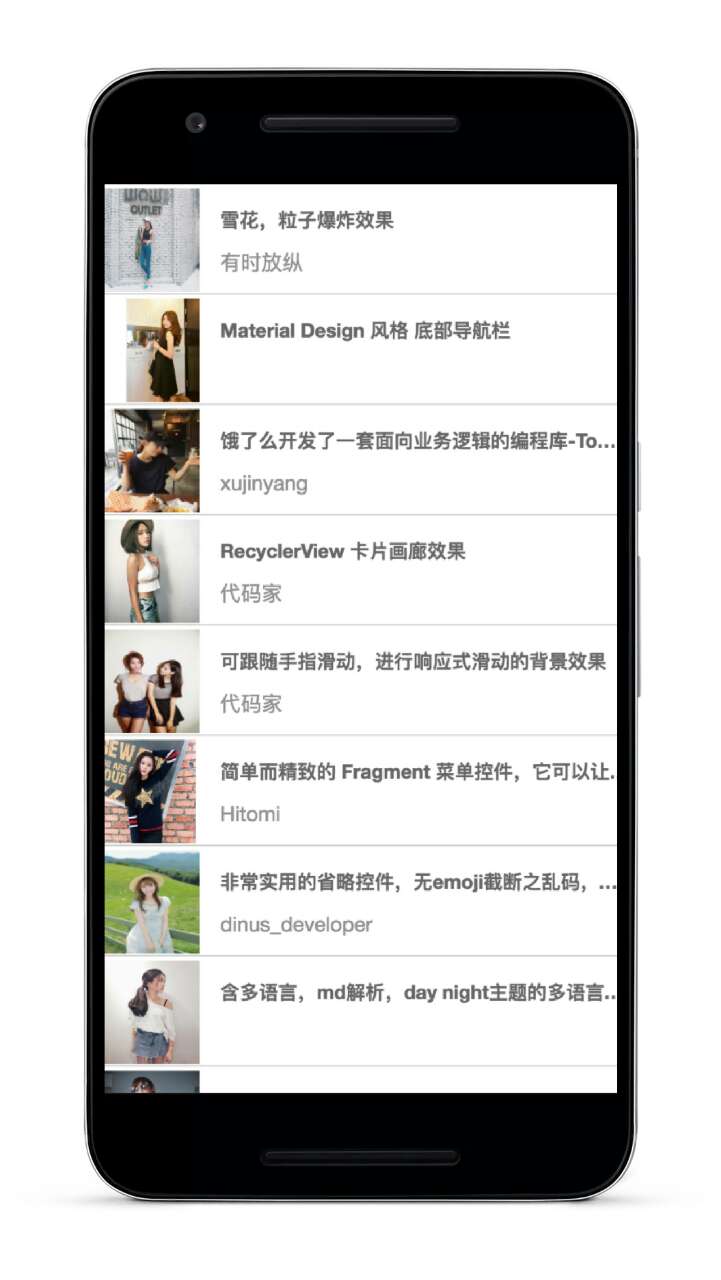 WOW!
OUTLET
雪花，粒子爆炸效果
有时放纵
Material Design 风格 底部导航栏
饿了么开发了一套面向业务逻辑的编程库-To...
xujinyang
RecyclerView 卡片画廊效果
代码家
可跟随手指滑动，进行响应式滑动的背景效果
代码家
简单而精致的 Fragment 菜单控件，它可以让..
Hitomi
非常实用的省略控件，无emoji截断之乱码，...
dinus_developer
含多语言，md解析，day night主题的多语言...